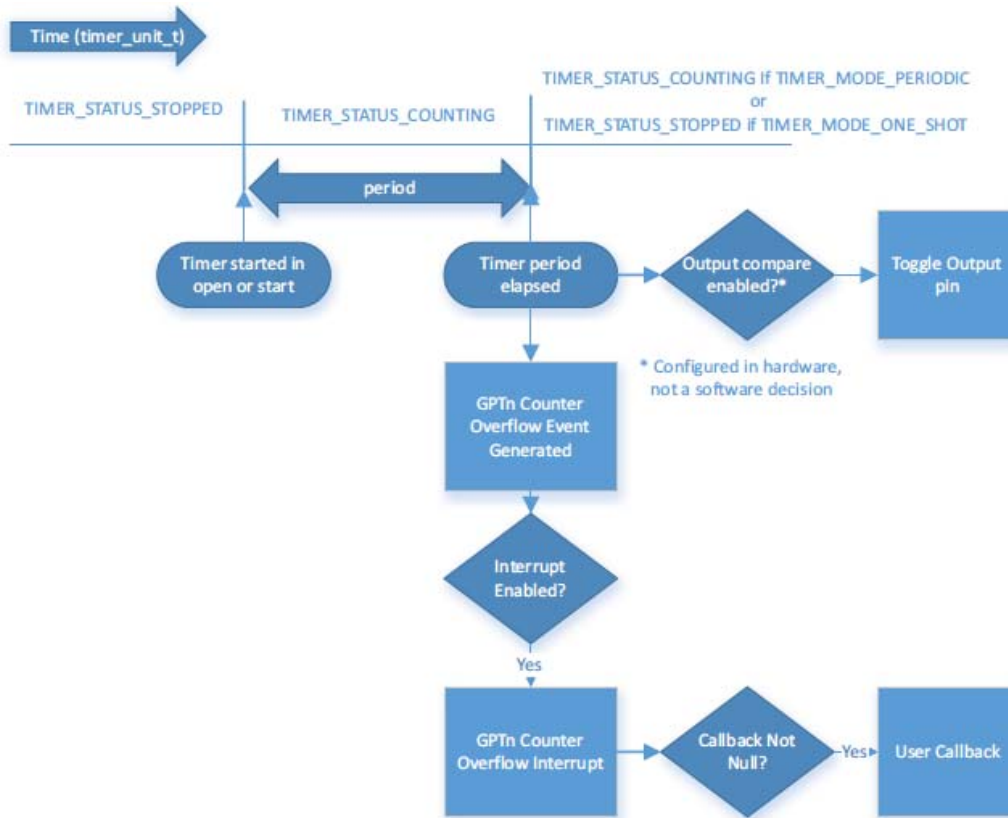 Time (timer_unit_t)
TIMER_STATUS_STOPPED
TIMER_STATUS_COUNTING
TIMER_STATUS_COUNTING If TIMER_MODE_PERIODIC
or
TIMER_STATUS_STOPPED if TIMER_MODE_ONE_SHOT
period
Timer started in
open or start
Timer period
elapsed
Output compare
enabled?*
Toggle Output
pin
* Configured in hardware,
not a software decision
GPTn Counter
Overflow Event
Generated
Interrupt
Enabled?
Yes
GPTn Counter
Overflow Interrupt
Callback Not
Null?
Yes
User Callback